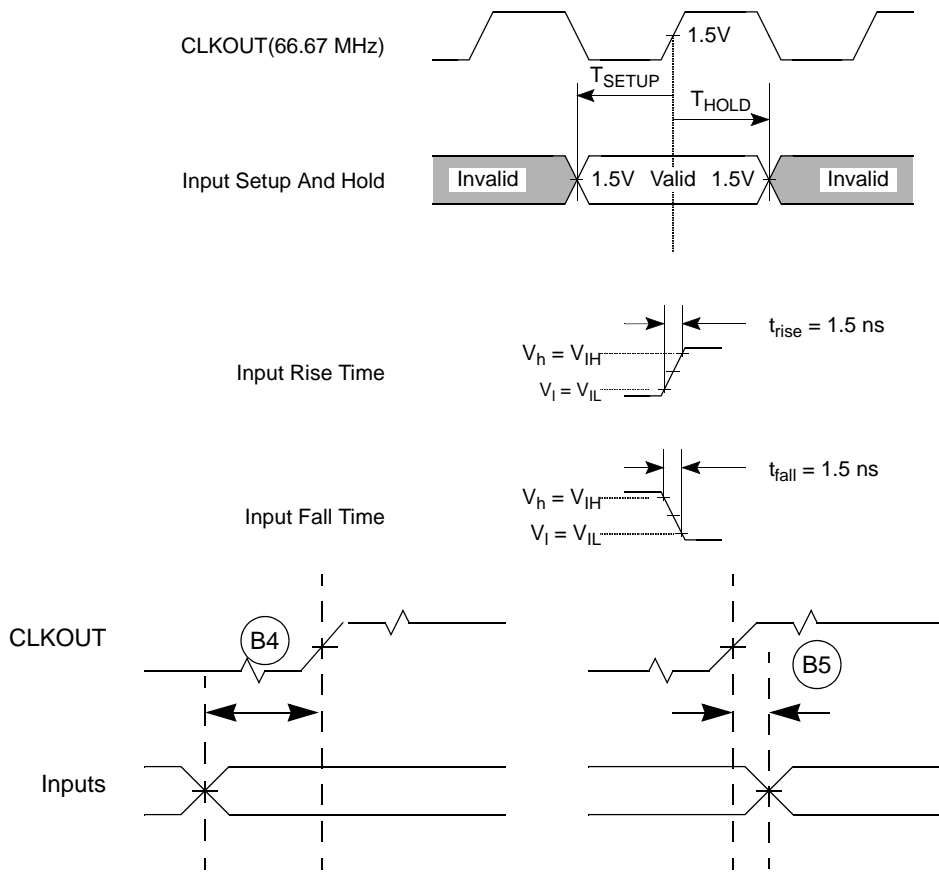 CLKOUT(66.67 MHz)
1.5V
TSETUP
THOLD
Input Setup And Hold
Invalid
1.5V Valid 1.5V
Invalid
trise = 1.5 ns
Vh = VIH
Input Rise Time
Vl = VIL
tfall = 1.5 ns
Vh = VIH
Input Fall Time
Vl = VIL
CLKOUT
B4
B5
Inputs